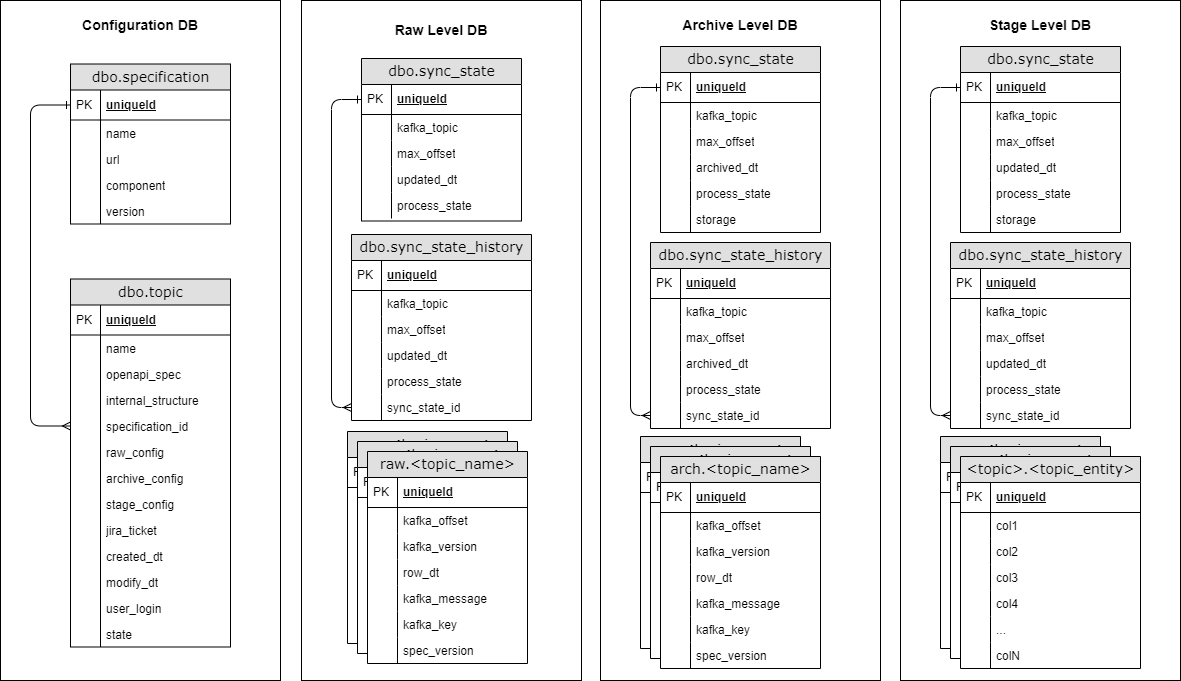 Configuration DB
dbo.specification
PK uniqueId
name
url
component
version
dbo.topic
PK uniqueId
name
openapi_spec
internal_structure
specification_id
raw_config
archive_config
stage_config
jira_ticket
created_dt
modify_dt
user_login
state
Raw Level DB
dbo.sync_state
PK uniqueId
kafka_topic
max_offset
updated_dt
process_state
dbo.sync_state_history
PK uniqueId
kafka_topic
max_offset
updated_dt
process_state
sync_state_id
raw.<topic_name>
PK uniqueId
kafka_offset
kafka_version
row_dt
kafka_message
kafka_key
spec_version
Archive Level DB
dbo.sync_state
PK uniqueId
kafka_topic
max_offset
archived_dt
process_state
storage
dbo.sync_state_history
PK uniqueId
kafka_topic
max_offset
archived_dt
process_state
sync_state_id
arch.<topic_name>
PK uniqueId
kafka_offset
kafka_version
row_dt
kafka_message
kafka_key
spec_version
Stage Level DB
dbo.sync_state
PK uniqueId
kafka_topic
max_offset
updated_dt
process_state
storage
dbo.sync_state_history
PK uniqueId
kafka_topic
max_offset
updated_dt
process_state
sync_state_id
<topic>.<topic_entity>
PK uniqueId
col1
col2
col3
col4
...
colN